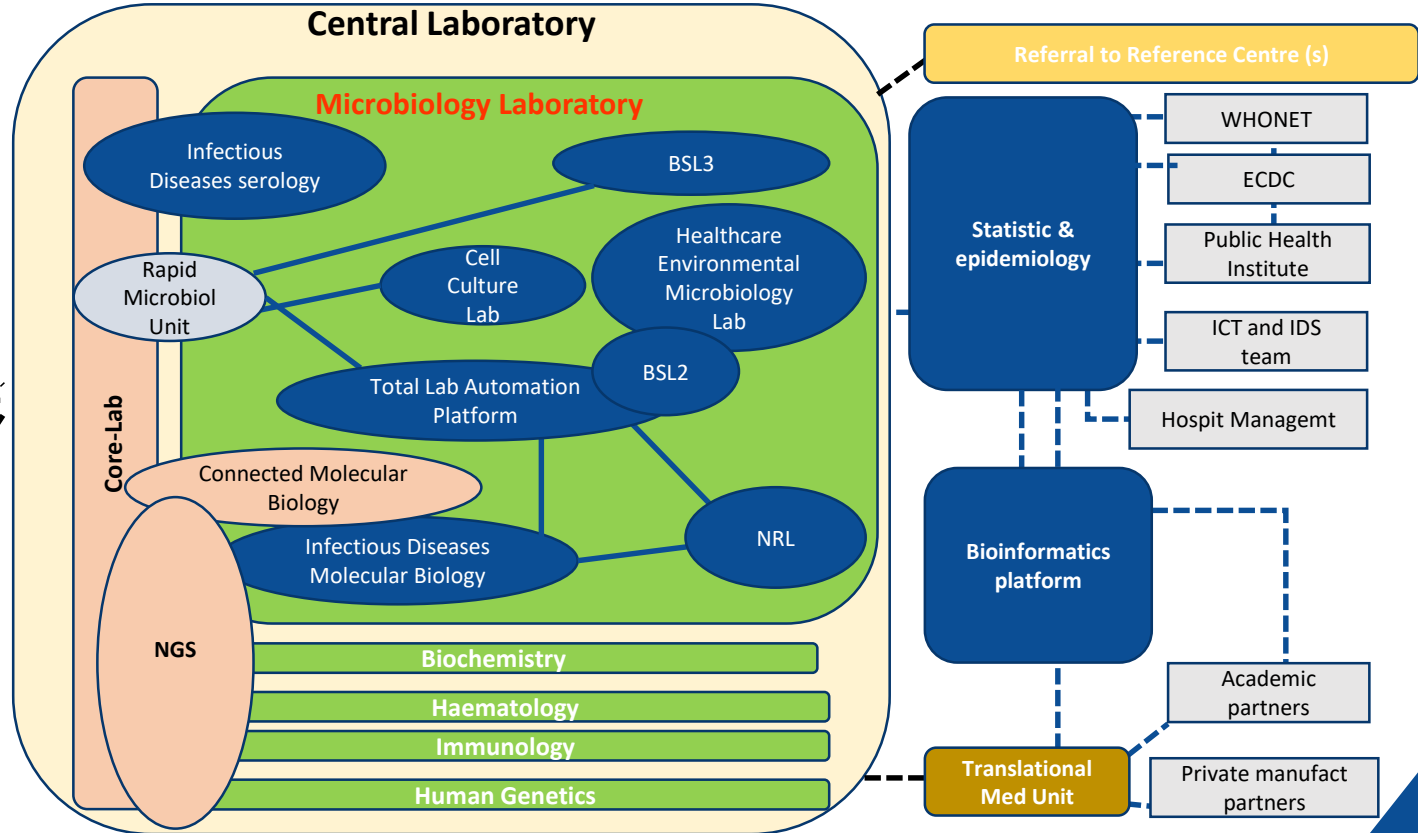 Central Laboratory
Referral to Reference Centre (s)
Microbiology Laboratory
Infectious
Diseases serology
BSL3
Rapid
Microbiol
Unit
Cell
Culture
Lab
Healthcare
Environmental
Microbiology
Lab
BSL2
Total Lab Automation
Platform
Core-Lab
Connected Molecular
Biology
Infectious Diseases
Molecular Biology
NRL
NGS
Biochemistry
Haematology
Immunology
Human Genetics
Statistic &
epidemiology
WHONET
ECDC
Public Health
Institute
ICT and IDS
team
Hospit Managemt
Bioinformatics
platform
Academic
partners
Translational
Med Unit
Private manufact
partners